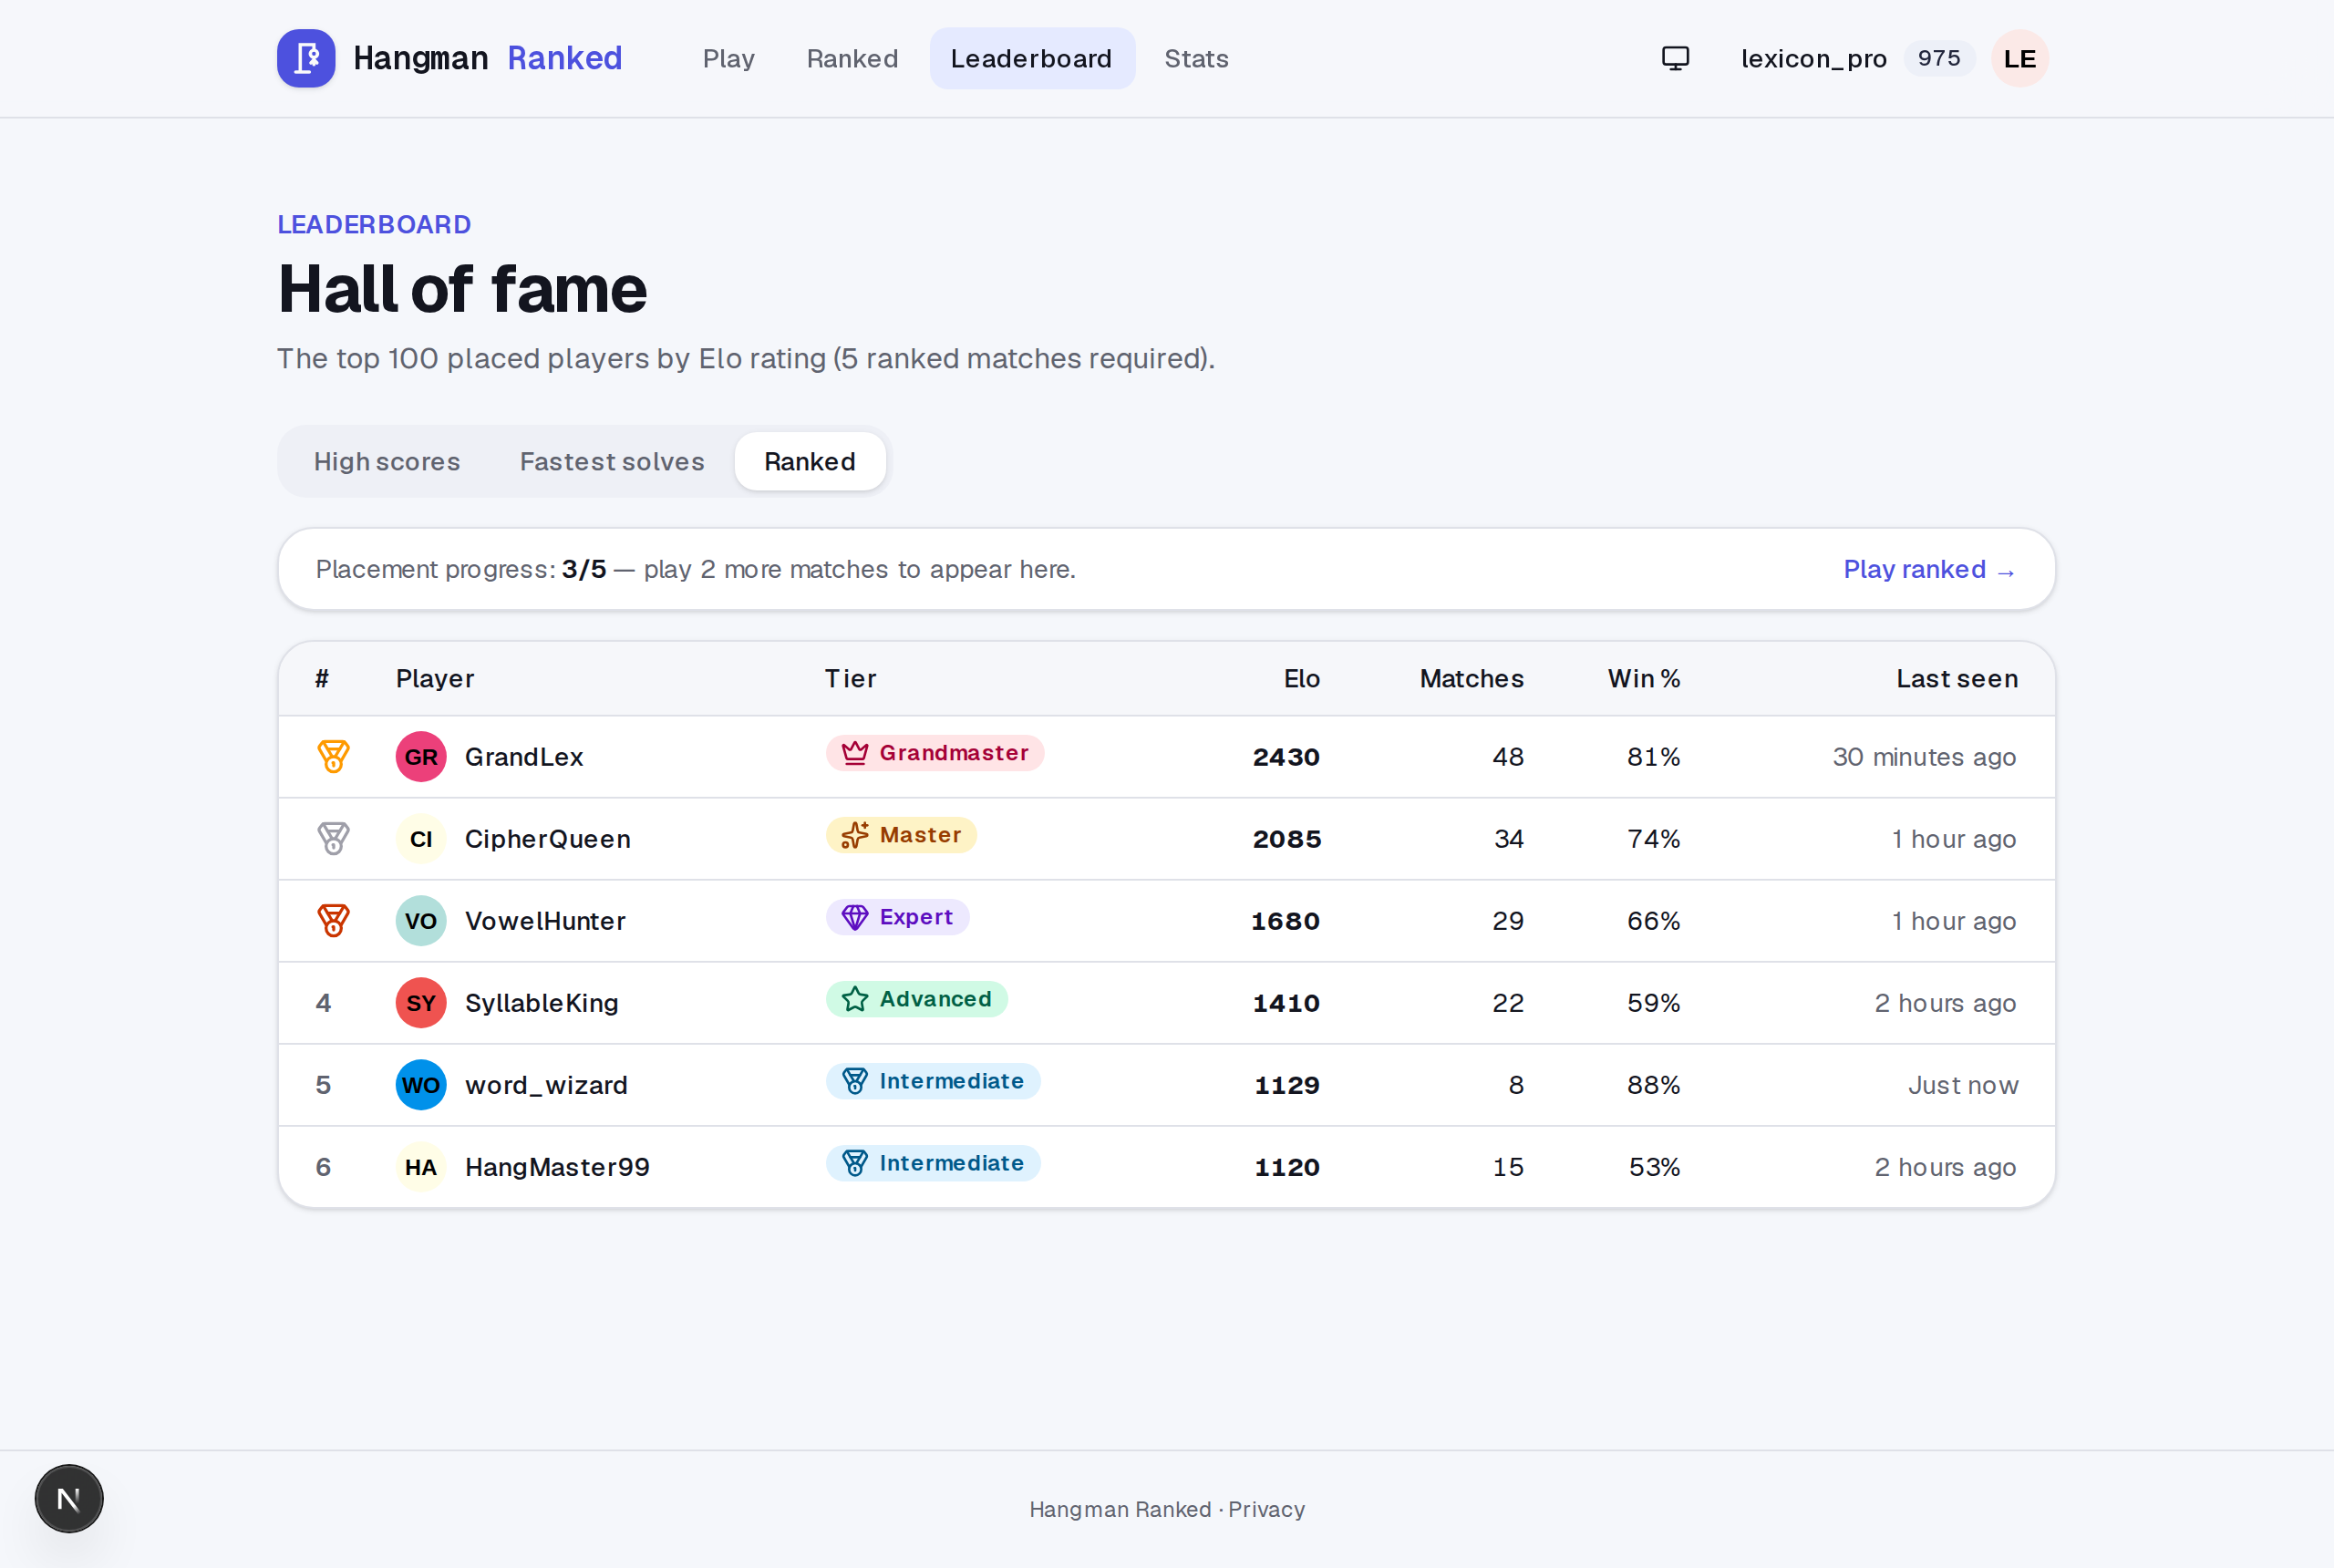 Hangman Ranked Play Ranked Leaderboard Stats lexicon_pro 975 LE
LEADERBOARD
Hall of fame
The top 100 placed players by Elo rating (5 ranked matches required).
High scores Fastest solves Ranked
Placement progress: 3/5 — play 2 more matches to appear here. Play ranked →
# Player Tier Elo Matches Win % Last seen
GR GrandLex Grandmaster 2430 48 81% 30 minutes ago
CI CipherQueen Master 2085 34 74% 1 hour ago
VO VowelHunter Expert 1680 29 66% 1 hour ago
4 SY SyllableKing Advanced 1410 22 59% 2 hours ago
5 WO word_wizard Intermediate 1129 8 88% Just now
6 HA HangMaster99 Intermediate 1120 15 53% 2 hours ago
N
Hangman Ranked · Privacy